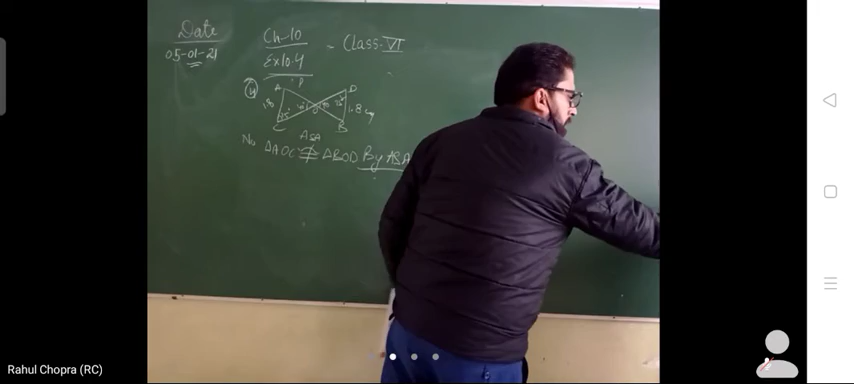 Date
05-01-21
Ch-10
Ex 10.4
- Class-VI
A
D
O
C
B
No
ASA
ΔAOC ≇ ΔBOD By ASA
Rahul Chopra (RC)